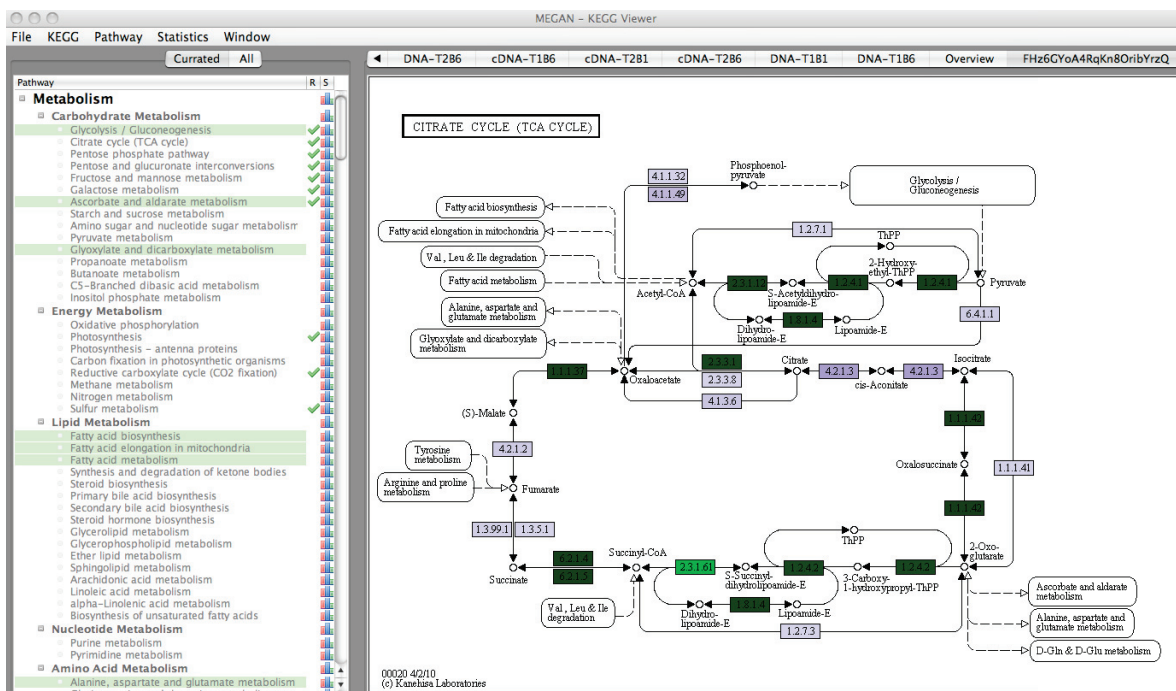 MEGAN – KEGG Viewer
File KEGG Pathway Statistics Window
Currated All
DNA-T2B6 cDNA-T1B6 cDNA-T2B1 cDNA-T2B6 DNA-T1B1 DNA-T1B6 Overview FHz6GYoA4RqKn8OribYrzQ
Pathway R S
Metabolism
Carbohydrate Metabolism
Glycolysis / Gluconeogenesis
Citrate cycle (TCA cycle)
Pentose phosphate pathway
Pentose and glucuronate interconversions
Fructose and mannose metabolism
Galactose metabolism
Ascorbate and aldarate metabolism
Starch and sucrose metabolism
Amino sugar and nucleotide sugar metabolism
Pyruvate metabolism
Glyoxylate and dicarboxylate metabolism
Propanoate metabolism
Butanoate metabolism
C5-Branched dibasic acid metabolism
Inositol phosphate metabolism
Energy Metabolism
Oxidative phosphorylation
Photosynthesis
Photosynthesis – antenna proteins
Carbon fixation in photosynthetic organisms
Reductive carboxylate cycle (CO2 fixation)
Methane metabolism
Nitrogen metabolism
Sulfur metabolism
Lipid Metabolism
Fatty acid biosynthesis
Fatty acid elongation in mitochondria
Fatty acid metabolism
Synthesis and degradation of ketone bodies
Steroid biosynthesis
Primary bile acid biosynthesis
Secondary bile acid biosynthesis
Steroid hormone biosynthesis
Glycerolipid metabolism
Glycerophospholipid metabolism
Ether lipid metabolism
Sphingolipid metabolism
Arachidonic acid metabolism
Linoleic acid metabolism
alpha-Linolenic acid metabolism
Biosynthesis of unsaturated fatty acids
Nucleotide Metabolism
Purine metabolism
Pyrimidine metabolism
Amino Acid Metabolism
Alanine, aspartate and glutamate metabolism
CITRATE CYCLE (TCA CYCLE)
Phosphoenol-
pyruvate
4.1.1.32
4.1.1.49
Glycolysis /
Gluconeogenesis
Fatty acid biosynthesis
Fatty acid elongation in mitochondria
Val, Leu & Ile degradation
Fatty acid metabolism
Alanine, aspartate and
glutamate metabolism
Glyoxylate and dicarboxylate
metabolism
1.2.7.1
ThPP
2-Hydroxy-
ethyl-ThPP
Acetyl-CoA
2.3.1.12
S-Acetyldihydro-
lipoamide-E
1.2.4.1
1.2.4.1
Pyruvate
Dihydro-
lipoamide-E
1.8.1.4
Lipoamide-E
6.4.1.1
1.1.1.37
Oxaloacetate
2.3.3.1
2.3.3.8
4.1.3.6
Citrate
4.2.1.3
cis-Aconitate
4.2.1.3
Isocitrate
(S)-Malate
4.2.1.2
Tyrosine
metabolism
Arginine and proline
metabolism
Fumarate
1.1.1.42
Oxalosuccinate
1.1.1.41
1.1.1.42
1.3.99.1
1.3.5.1
Succinate
6.2.1.4
6.2.1.5
Succinyl-CoA
2.3.1.61
S-Succinyl-
dihydrolipoamide-E
ThPP
1.2.4.2
3-Carboxy-
1-hydroxypropyl-ThPP
1.2.4.2
2-Oxo-
glutarate
Val, Leu & Ile
degradation
Dihydro-
lipoamide-E
1.8.1.4
Lipoamide-E
1.2.7.3
Ascorbate and aldarate
metabolism
Alanine, aspartate and
glutamate metabolism
D-Gln & D-Glu metabolism
00020 4/2/10
(c) Kanehisa Laboratories